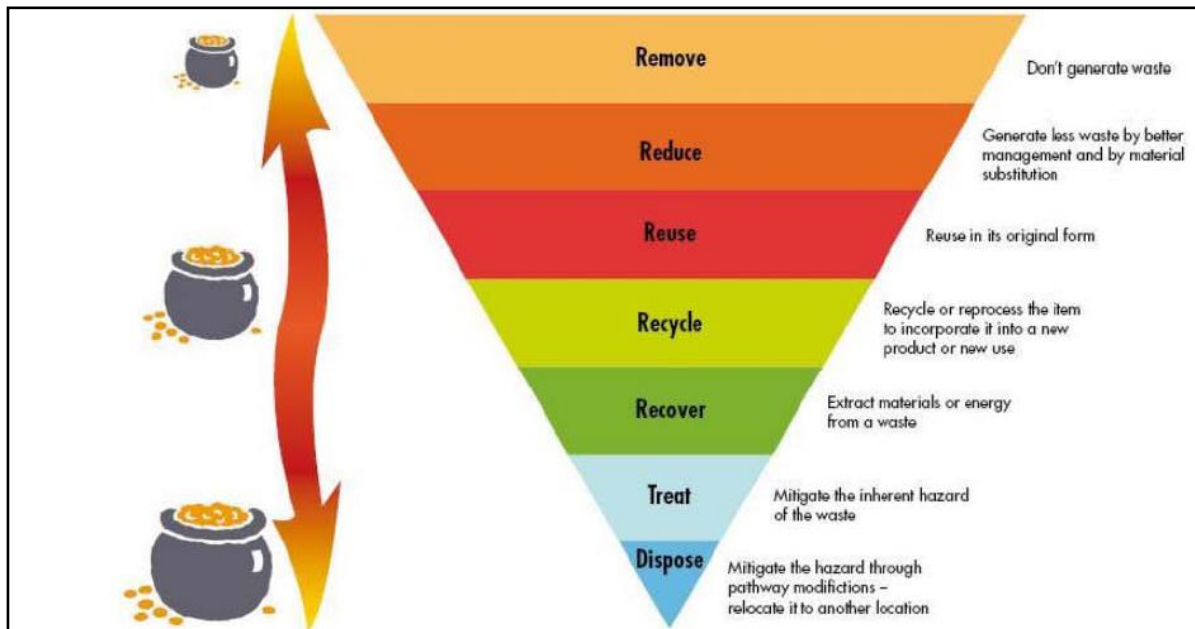 Remove
Don't generate waste
Reduce
Generate less waste by better
management and by material
substitution
Reuse
Reuse in its original form
Recycle
Recycle or reprocess the item
to incorporate it into a new
product or new use
Recover
Extract materials or energy
from a waste
Treat
Mitigate the inherent hazard
of the waste
Dispose
Mitigate the hazard through
pathway modifictions –
relocate it to another location